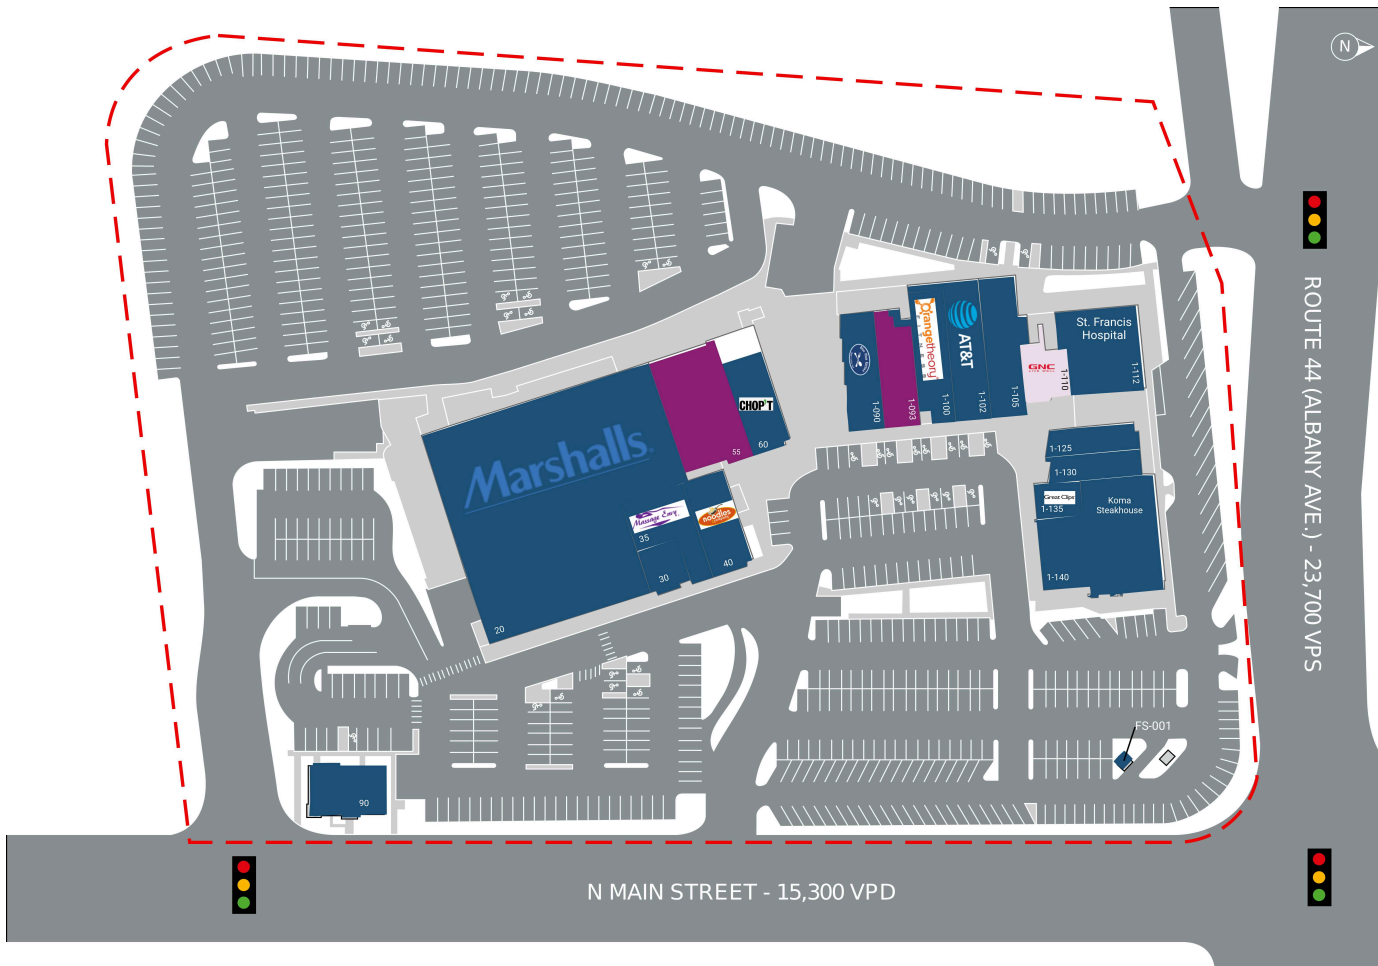 N
St. Francis
Hospital
1-112
GNC
LIVE WELL
1-110
1-105
1-102
AT&T
1-100
Orangetheory
FITNESS
1-093
1-090
CHOP'T
60
55
Marshalls.
Massage Envy
noodles
35
30
40
20
1-125
1-130
Great Clips
1-135
Koma
Steakhouse
1-140
FS-001
90
ROUTE 44 (ALBANY AVE.) - 23,700 VPS
N MAIN STREET - 15,300 VPD